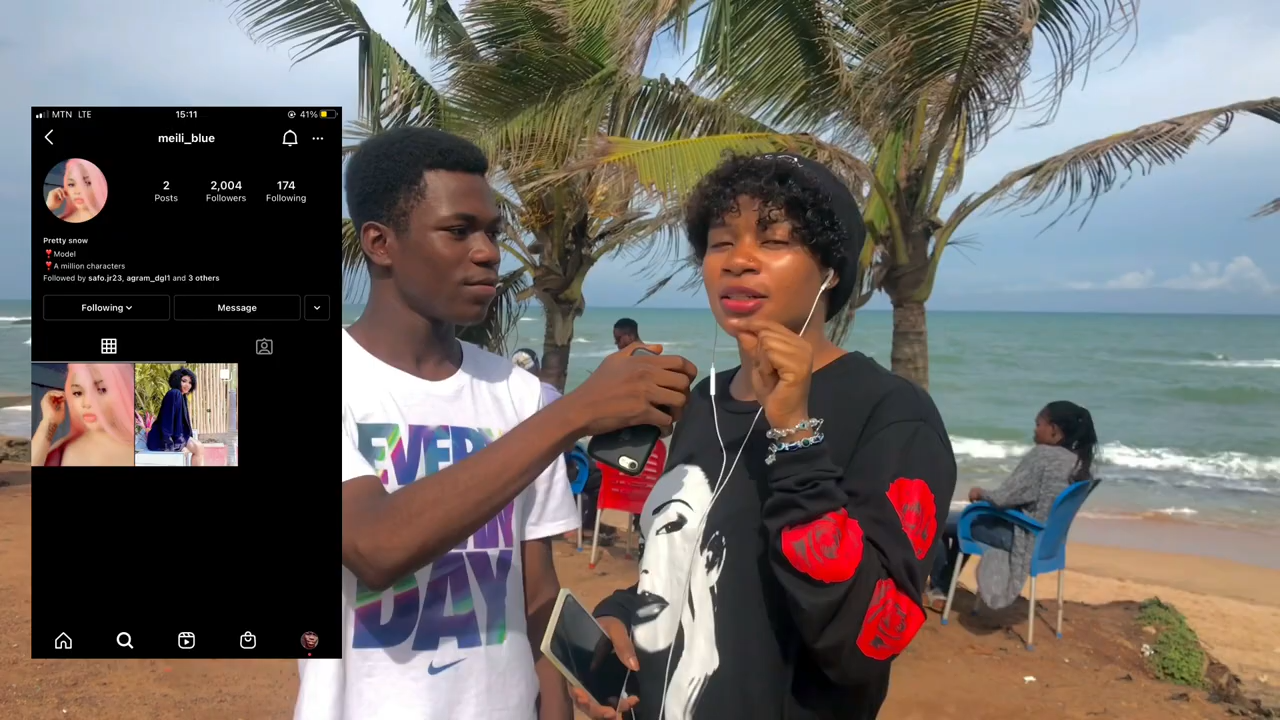 MTN LTE 15:11 41%
meili_blue
2 2,004 174
Posts Followers Following
Pretty snow
Model
A million characters
Followed by safo.jr23, agram_dgl1 and 3 others
Following Message
EVERY
DAY